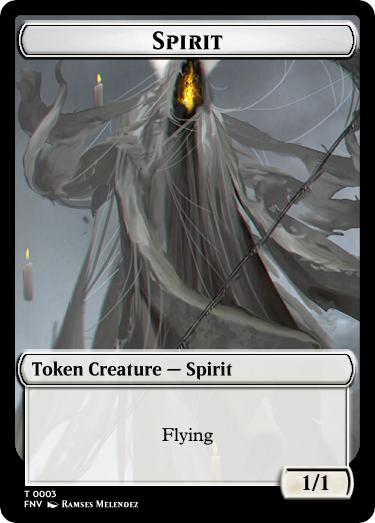 Spirit
Token Creature — Spirit
Flying
1/1
T 0003
FNV Ramses Melendez